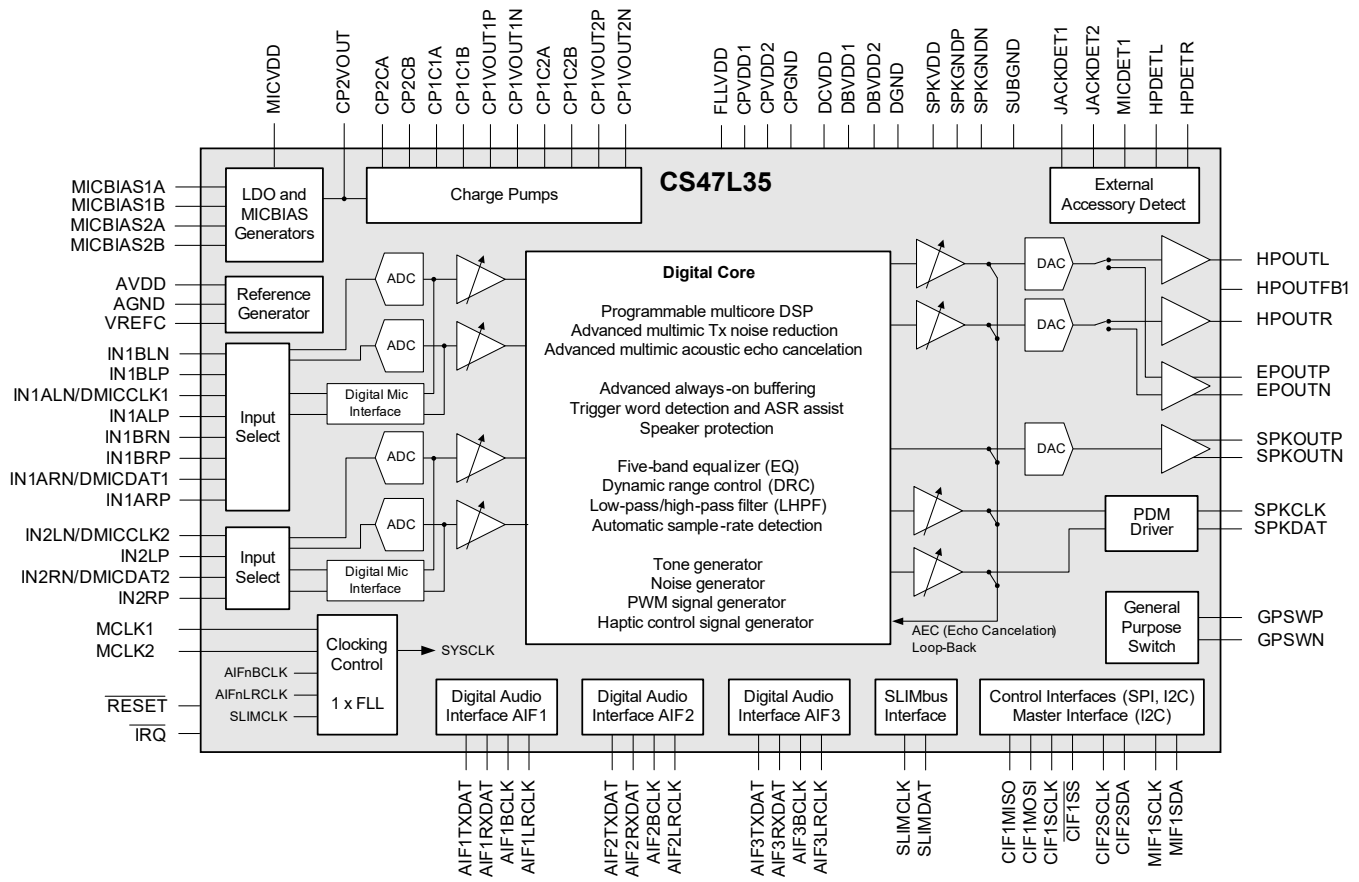 MICVDD
CP2VOUT
CP2CA
CP2CB
CP1C1A
CP1C1B
CP1VOUT1P
CP1VOUT1N
CP1C2A
CP1C2B
CP1VOUT2P
CP1VOUT2N
FLLVDD
CPVDD1
CPVDD2
CPGND
DCVDD
DBVDD1
DBVDD2
DGND
SPKVDD
SPKGNDP
SPKGNDN
SUBGND
JACKDET1
JACKDET2
MICDET1
HPDETL
HPDETR
CS47L35
MICBIAS1A
MICBIAS1B
MICBIAS2A
MICBIAS2B
LDO and
MICBIAS
Generators
Charge Pumps
External
Accessory Detect
AVDD
AGND
VREFC
Reference
Generator
IN1BLN
IN1BLP
IN1ALN/DMICCLK1
IN1ALP
IN1BRN
IN1BRP
IN1ARN/DMICDAT1
IN1ARP
Input
Select
ADC
ADC
Digital Mic
Interface
IN2LN/DMICCLK2
IN2LP
IN2RN/DMICDAT2
IN2RP
Input
Select
ADC
ADC
Digital Mic
Interface
MCLK1
MCLK2
AIFnBCLK
AIFnLRCLK
SLIMCLK
Clocking
Control
1 x FLL
SYSCLK
RESET
IRQ
Digital Core
Programmable multicore DSP
Advanced multimic Tx noise reduction
Advanced multimic acoustic echo cancelation
Advanced always-on buffering
Trigger word detection and ASR assist
Speaker protection
Five-band equalizer (EQ)
Dynamic range control (DRC)
Low-pass/high-pass filter (LHPF)
Automatic sample-rate detection
Tone generator
Noise generator
PWM signal generator
Haptic control signal generator
DAC
DAC
DAC
HPOUTL
HPOUTFB1
HPOUTR
EPOUTP
EPOUTN
SPKOUTP
SPKOUTN
PDM
Driver
SPKCLK
SPKDAT
General
Purpose
Switch
GPSWP
GPSWN
AEC (Echo Cancelation)
Loop-Back
Digital Audio
Interface AIF1
Digital Audio
Interface AIF2
Digital Audio
Interface AIF3
SLIMbus
Interface
Control Interfaces (SPI, I2C)
Master Interface (I2C)
AIF1TXDAT
AIF1RXDAT
AIF1BCLK
AIF1LRCLK
AIF2TXDAT
AIF2RXDAT
AIF2BCLK
AIF2LRCLK
AIF3TXDAT
AIF3RXDAT
AIF3BCLK
AIF3LRCLK
SLIMCLK
SLIMDAT
CIF1MISO
CIF1MOSI
CIF1SCLK
CIF1SS
CIF2SCLK
CIF2SDA
MIF1SCLK
MIF1SDA